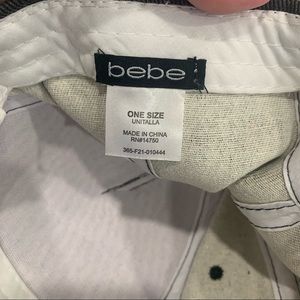 bebe
ONE SIZE
UNITALLA
MADE IN CHINA
RN#14750
365-F21-010444